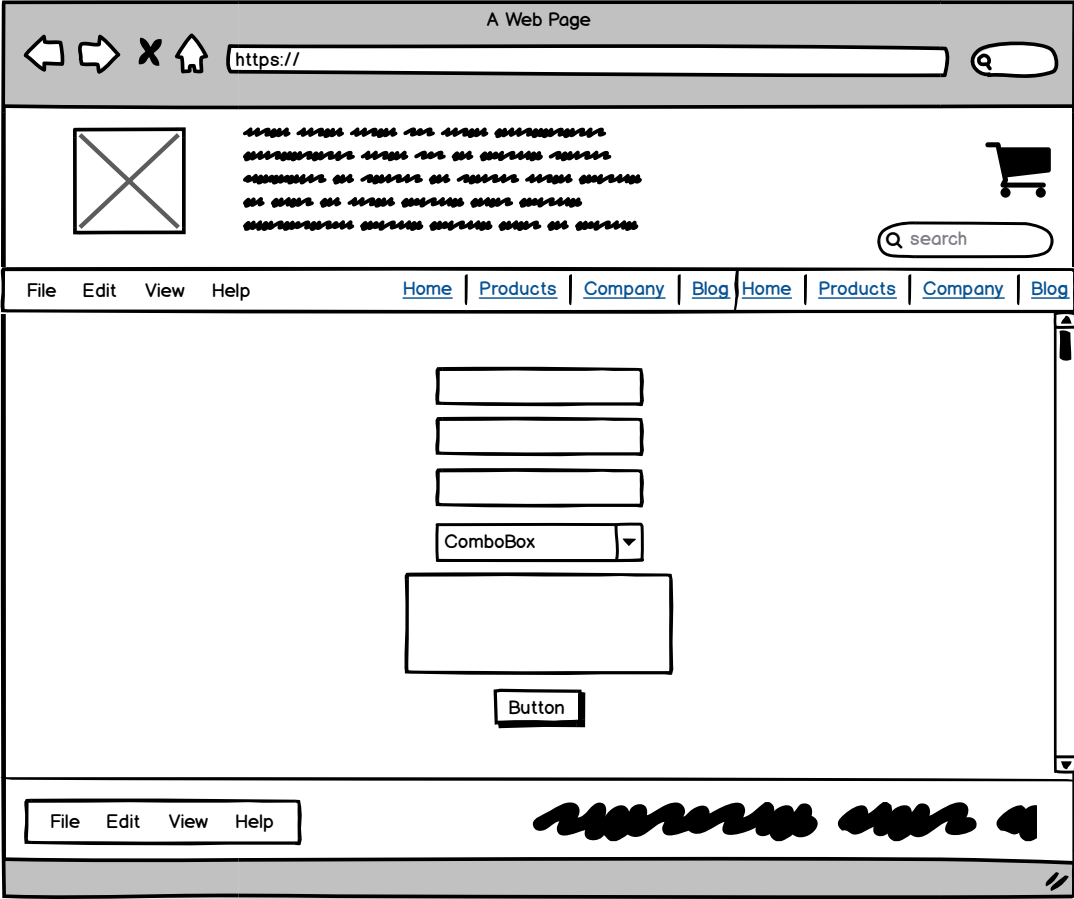 A Web Page
https://
search
File Edit View Help Home Products Company Blog Home Products Company Blog
ComboBox
Button
File Edit View Help